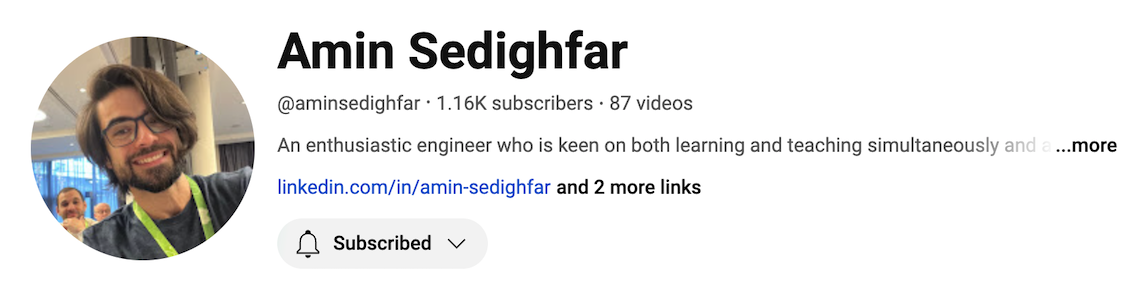 Amin Sedighfar
@aminsedighfar · 1.16K subscribers · 87 videos
An enthusiastic engineer who is keen on both learning and teaching simultaneously and a ...more
linkedin.com/in/amin-sedighfar and 2 more links
Subscribed